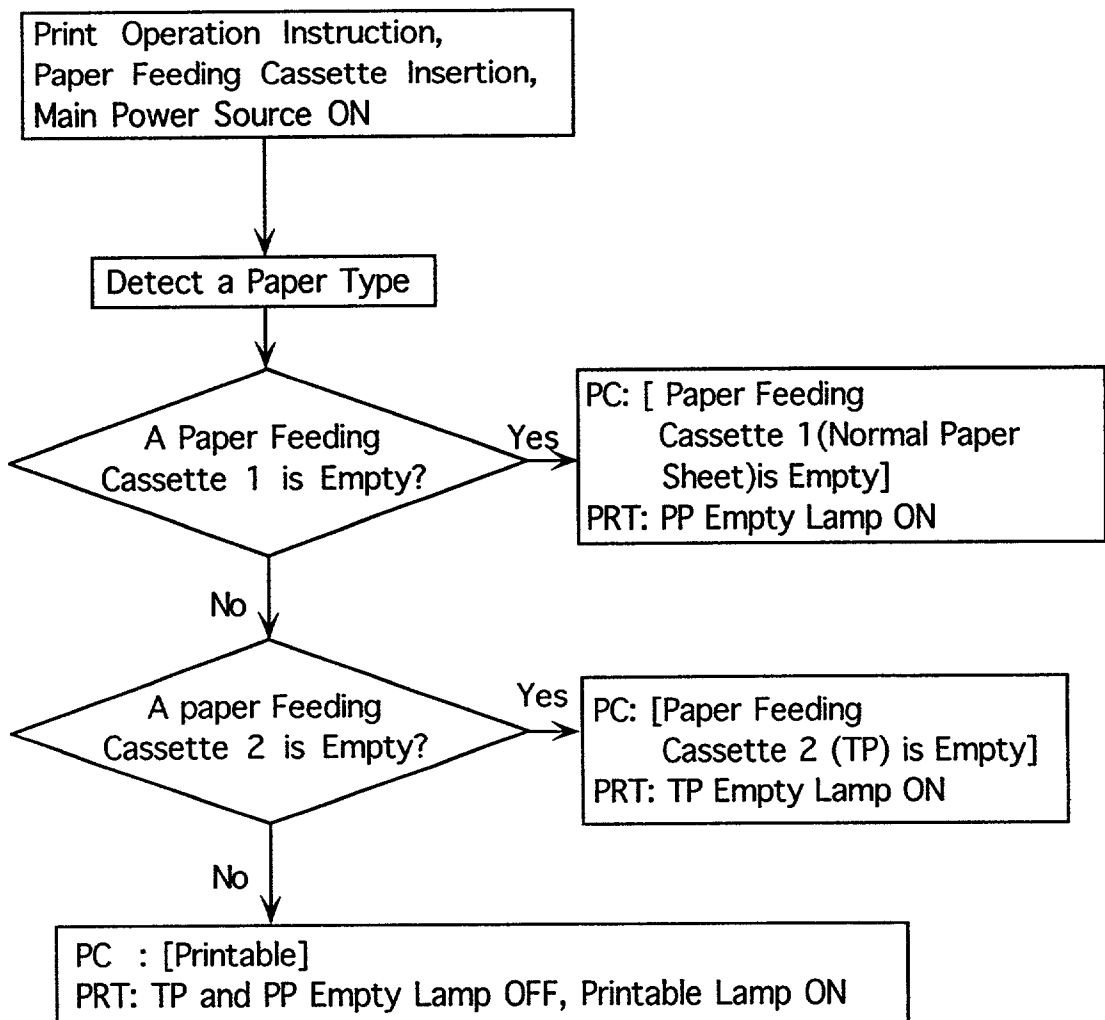 Print Operation Instruction,
Paper Feeding Cassette Insertion,
Main Power Source ON
Detect a Paper Type
A Paper Feeding
Cassette 1 is Empty?
Yes
PC: [ Paper Feeding
Cassette 1(Normal Paper
Sheet)is Empty]
PRT: PP Empty Lamp ON
No
A paper Feeding
Cassette 2 is Empty?
Yes
PC: [Paper Feeding
Cassette 2 (TP) is Empty]
PRT: TP Empty Lamp ON
No
PC : [Printable]
PRT: TP and PP Empty Lamp OFF, Printable Lamp ON